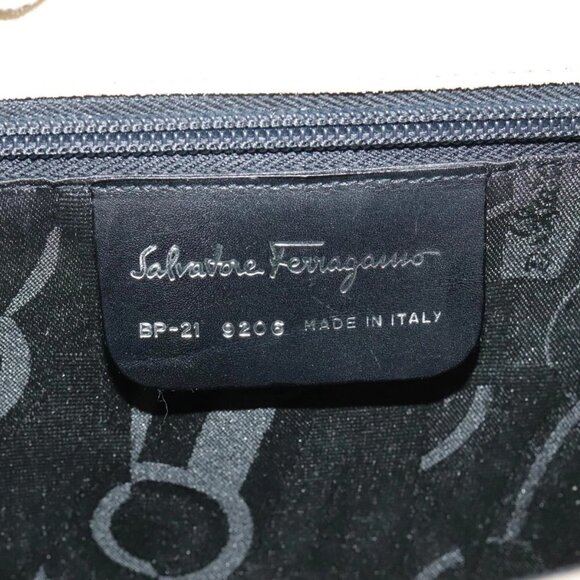 Salvatore Ferragamo
BP-21 9206 MADE IN ITALY